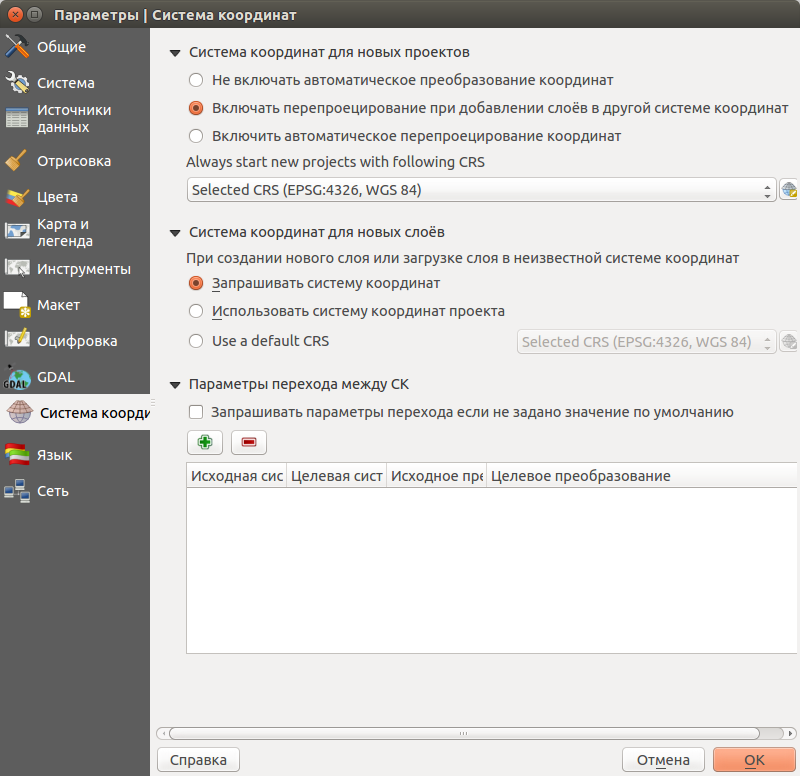 Параметры | Система координат
Общие
Система
Источники
данных
Отрисовка
Цвета
Карта и
легенда
Инструменты
Макет
Оцифровка
GDAL
GDAL
Система коорди
Язык
Сеть
Система координат для новых проектов
Не включать автоматическое преобразование координат
Включать перепроецирование при добавлении слоёв в другой системе координат
Включить автоматическое перепроецирование координат
Always start new projects with following CRS
Selected CRS (EPSG:4326, WGS 84)
Система координат для новых слоёв
При создании нового слоя или загрузке слоя в неизвестной системе координат
Запрашивать систему координат
Использовать систему координат проекта
Use a default CRS
Selected CRS (EPSG:4326, WGS 84)
Параметры перехода между СК
Запрашивать параметры перехода если не задано значение по умолчанию
Исходная сис Целевая сист Исходное пре Целевое преобразование
Справка
Отмена
OK